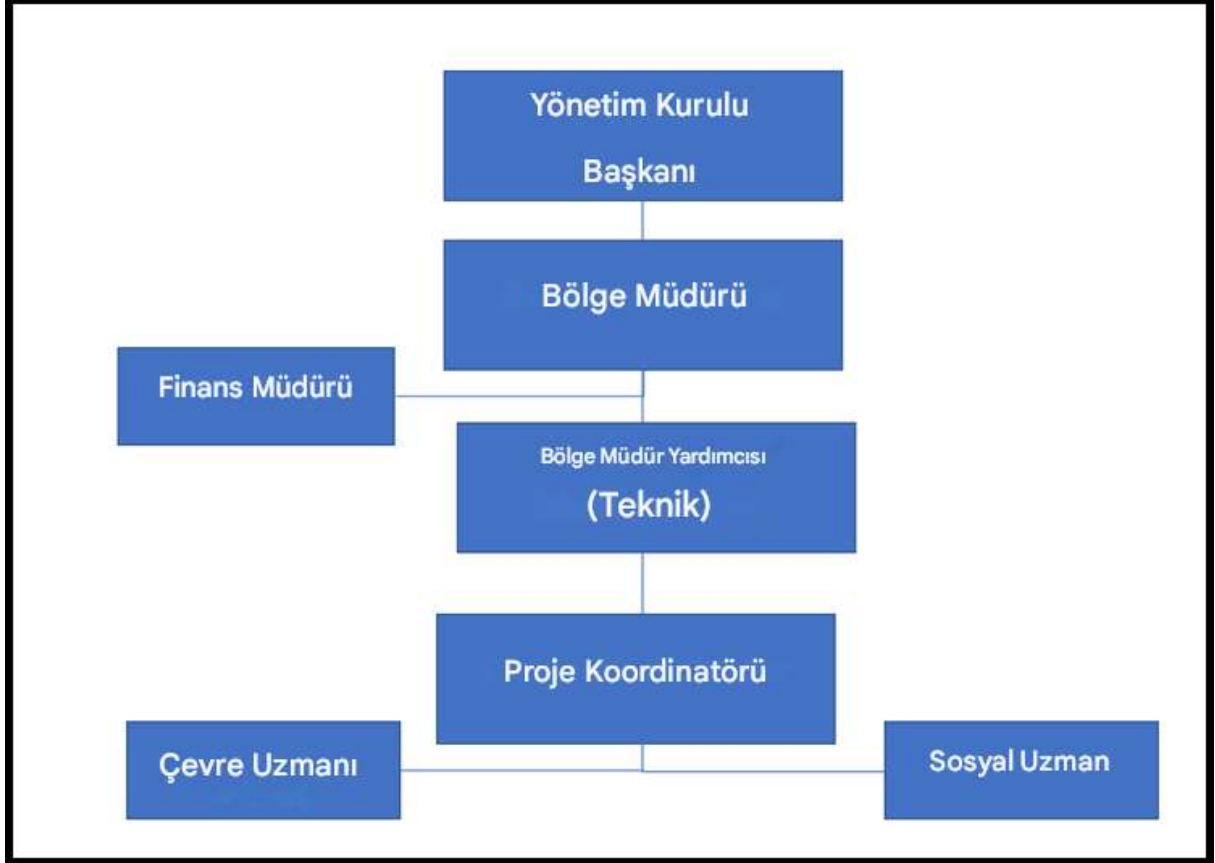 Yönetim Kurulu
Başkanı
Bölge Müdürü
Finans Müdürü
Bölge Müdür Yardımcısı
(Teknik)
Proje Koordinatörü
Çevre Uzmanı
Sosyal Uzman